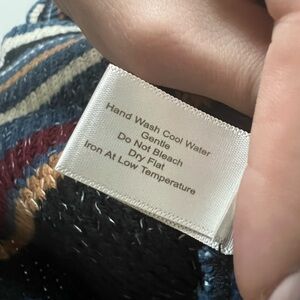 Hand Wash Cool Water
Gentle
Do Not Bleach
Dry Flat
Iron At Low Temperature